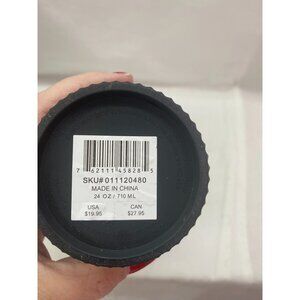 7 62111 45828 5
SKU# 011120480
MADE IN CHINA
24 OZ / 710 ML
USA CAN
$19.95 $27.95